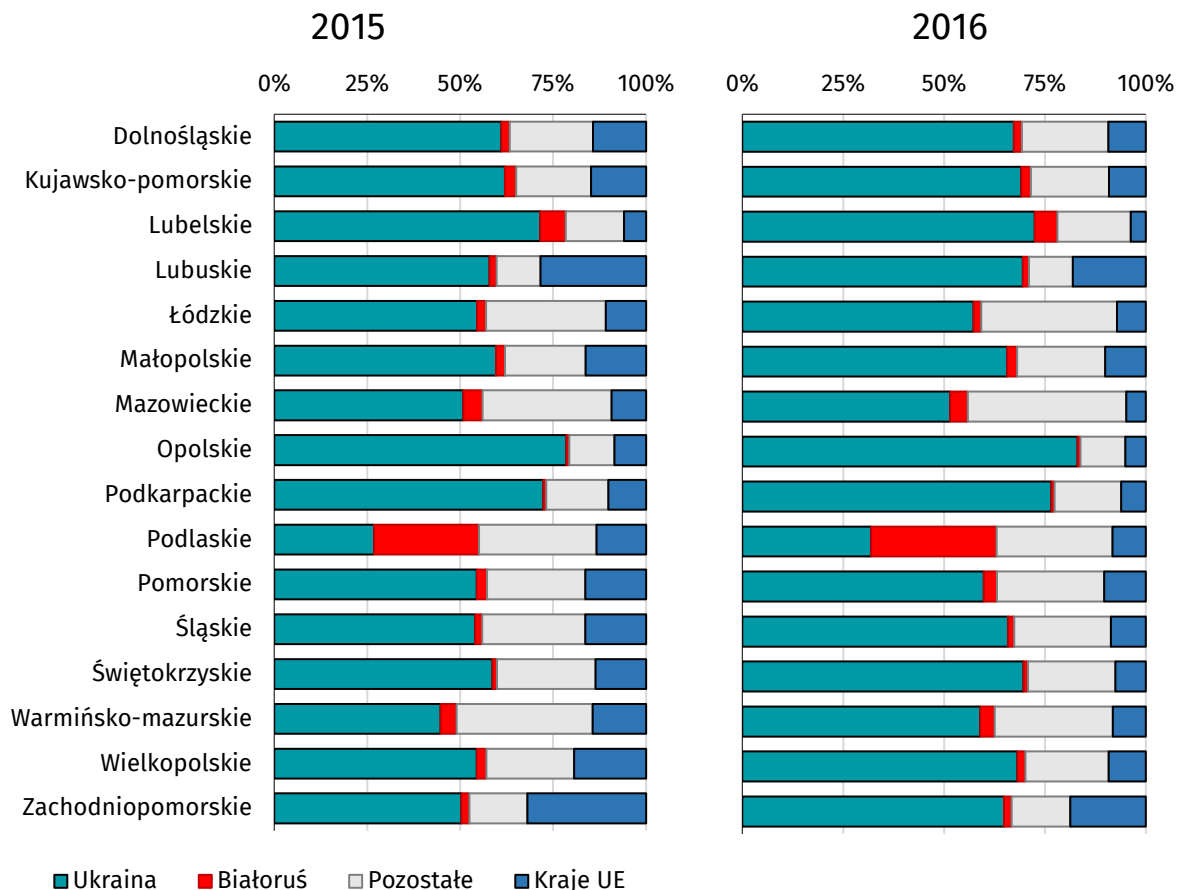 2015 2016
0% 25% 50% 75% 100% 0% 25% 50% 75% 100%
Dolnośląskie
Kujawsko-pomorskie
Lubelskie
Lubuskie
Łódzkie
Małopolskie
Mazowieckie
Opolskie
Podkarpackie
Podlaskie
Pomorskie
Śląskie
Świętokrzyskie
Warmińsko-mazurskie
Wielkopolskie
Zachodniopomorskie
Ukraina Białoruś Pozostałe Kraje UE